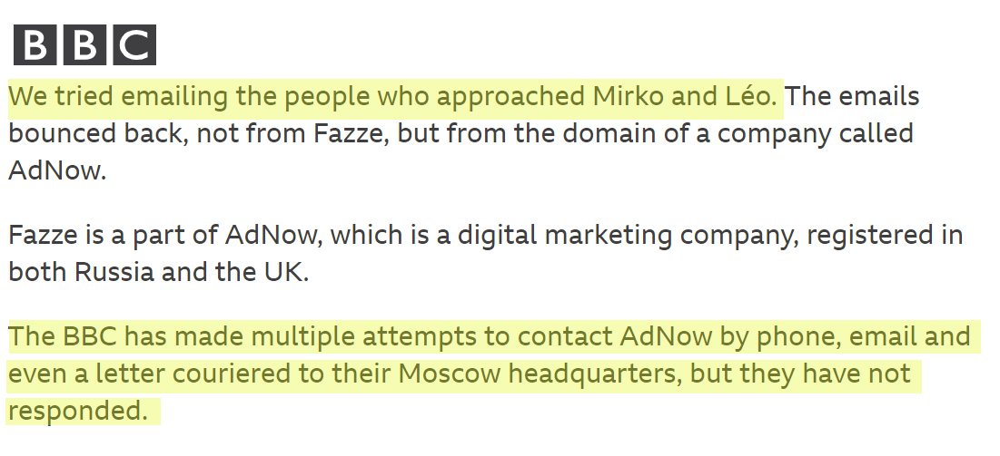 BBC
We tried emailing the people who approached Mirko and Léo. The emails
bounced back, not from Fazze, but from the domain of a company called
AdNow.
Fazze is a part of AdNow, which is a digital marketing company, registered in
both Russia and the UK.
The BBC has made multiple attempts to contact AdNow by phone, email and
even a letter couriered to their Moscow headquarters, but they have not
responded.